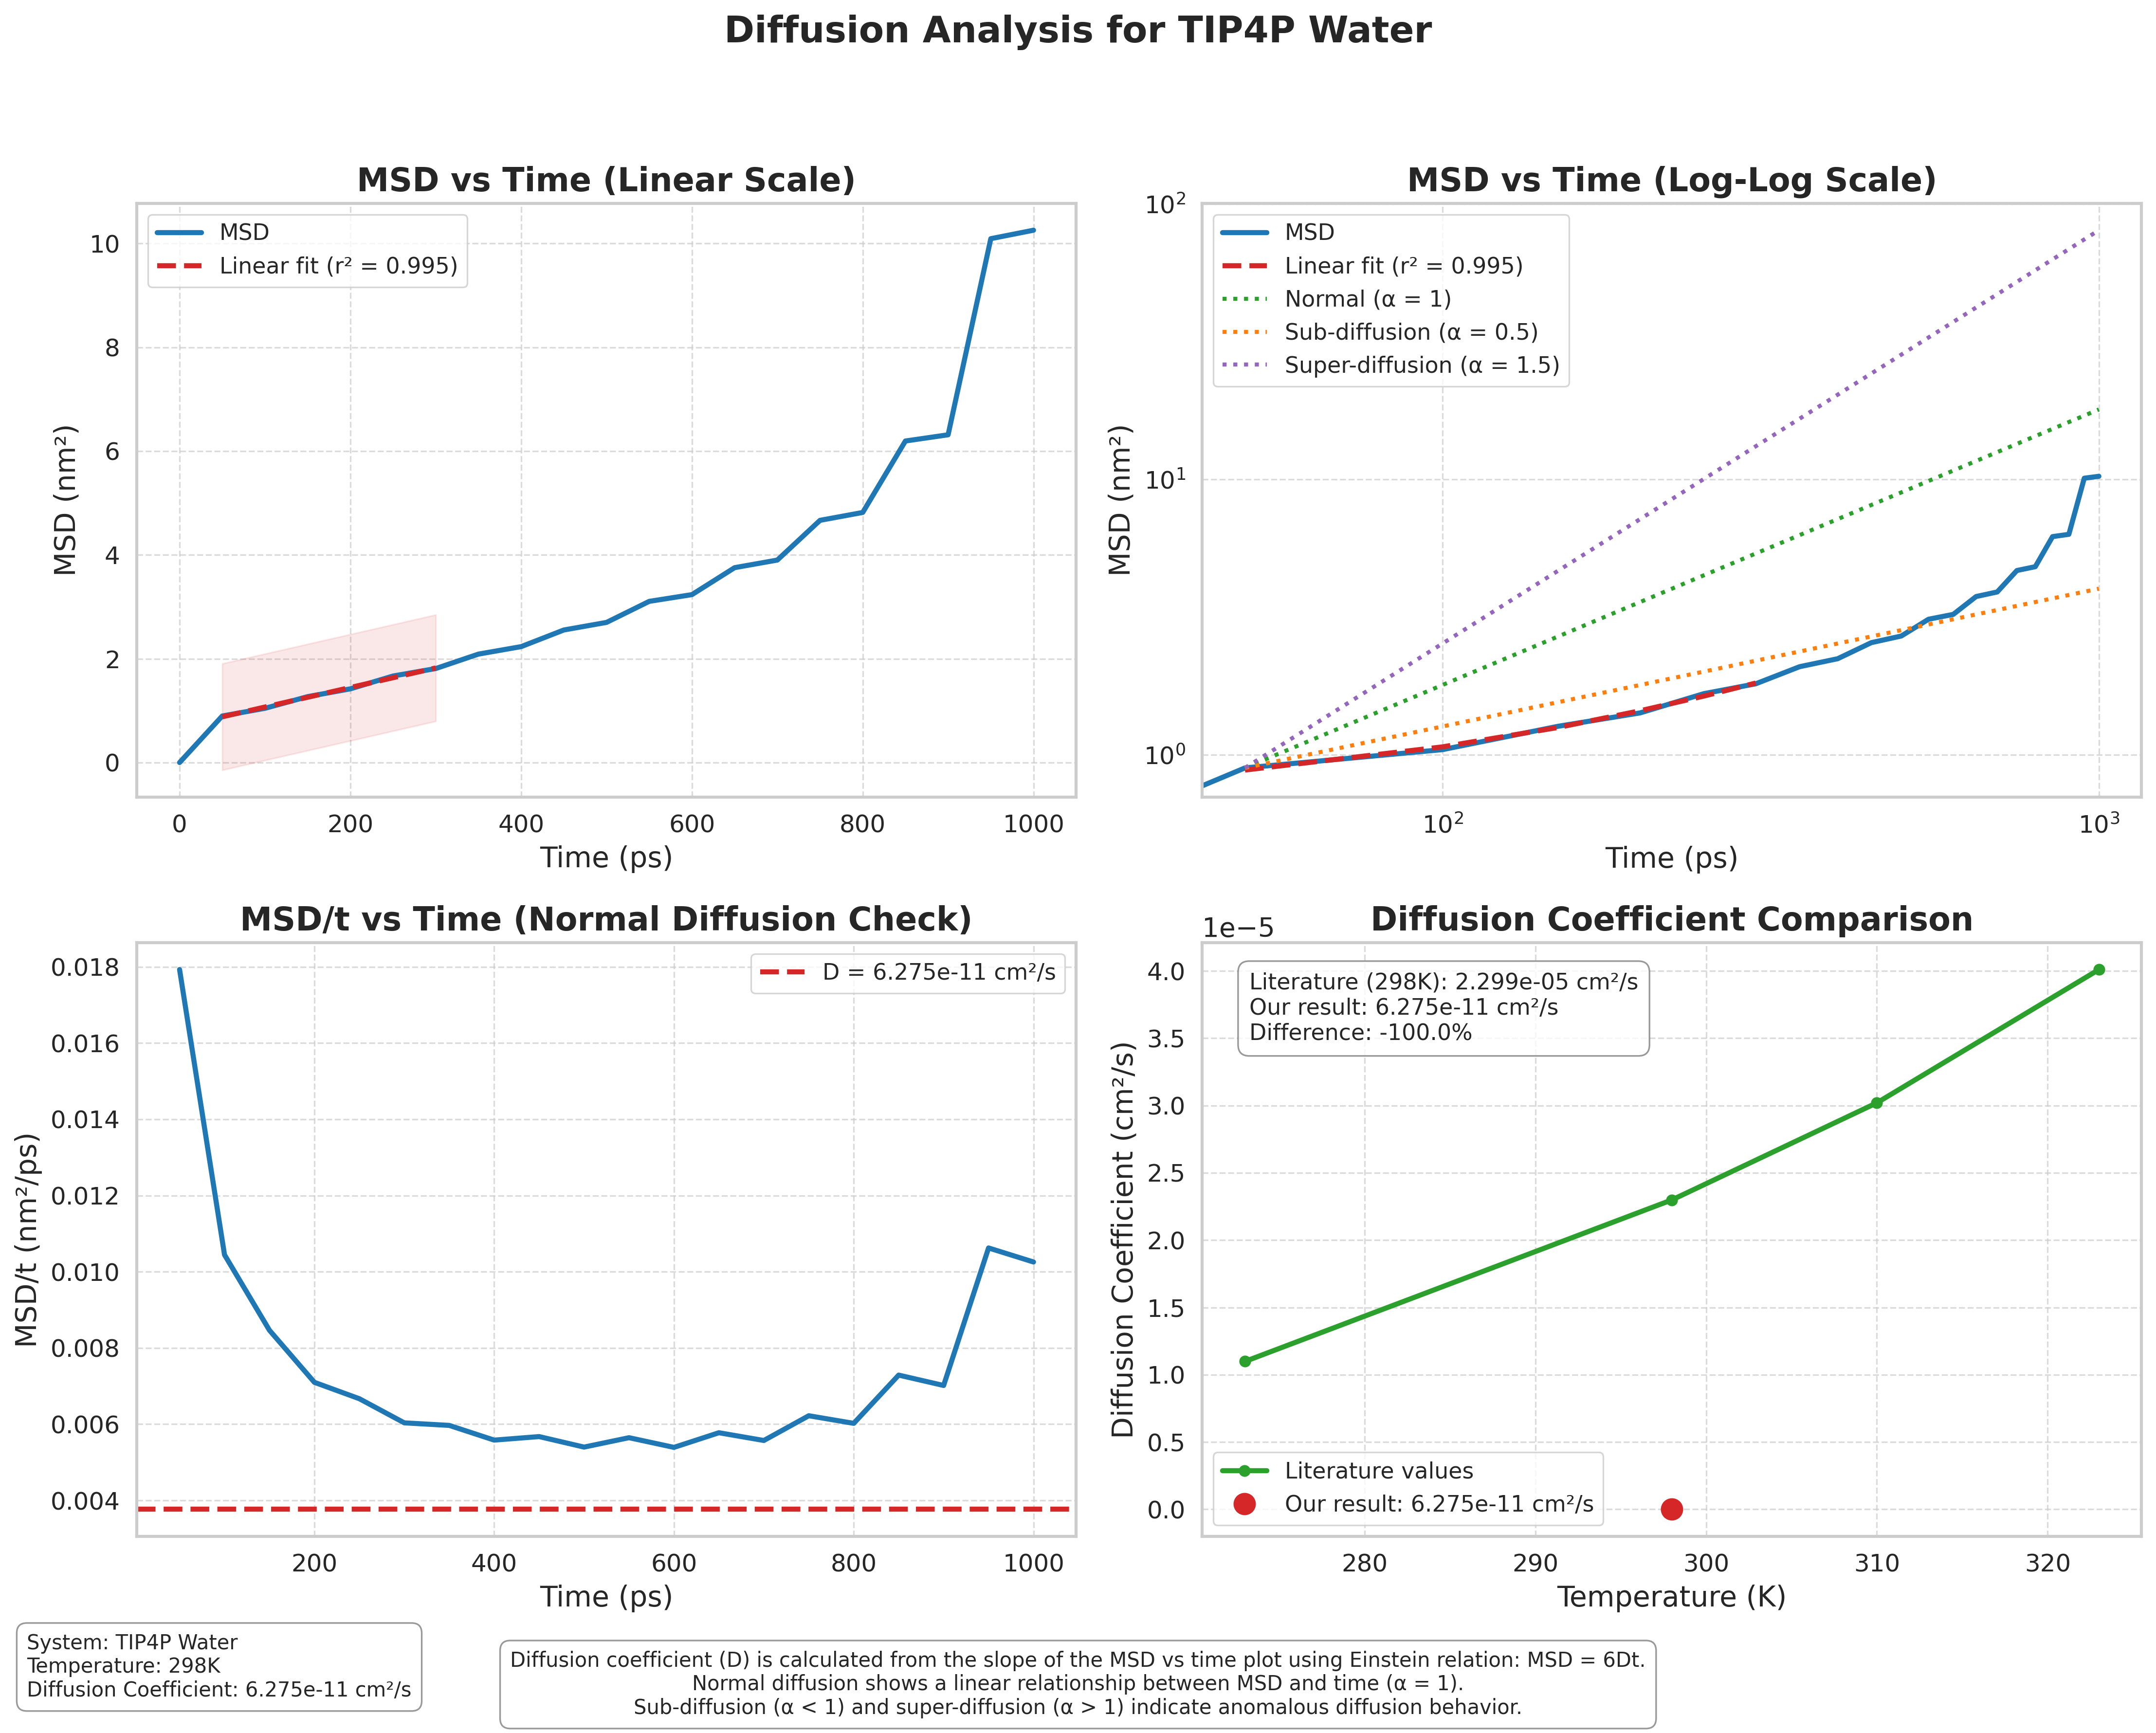 Diffusion Analysis for TIP4P Water
MSD vs Time (Linear Scale)
MSD
Linear fit (r² = 0.995)
MSD (nm²)
10
8
6
4
2
0
0
200
400
600
800
1000
Time (ps)
MSD vs Time (Log-Log Scale)
MSD
Linear fit (r² = 0.995)
Normal (α = 1)
Sub-diffusion (α = 0.5)
Super-diffusion (α = 1.5)
MSD (nm²)
10²
10¹
10⁰
10²
10³
Time (ps)
MSD/t vs Time (Normal Diffusion Check)
D = 6.275e-11 cm²/s
MSD/t (nm²/ps)
0.018
0.016
0.014
0.012
0.010
0.008
0.006
0.004
200
400
600
800
1000
Time (ps)
Diffusion Coefficient Comparison
1e−5
Literature (298K): 2.299e-05 cm²/s
Our result: 6.275e-11 cm²/s
Difference: -100.0%
Diffusion Coefficient (cm²/s)
4.0
3.5
3.0
2.5
2.0
1.5
1.0
0.5
0.0
Literature values
Our result: 6.275e-11 cm²/s
280
290
300
310
320
Temperature (K)
System: TIP4P Water
Temperature: 298K
Diffusion Coefficient: 6.275e-11 cm²/s
Diffusion coefficient (D) is calculated from the slope of the MSD vs time plot using Einstein relation: MSD = 6Dt.
Normal diffusion shows a linear relationship between MSD and time (α = 1).
Sub-diffusion (α < 1) and super-diffusion (α > 1) indicate anomalous diffusion behavior.